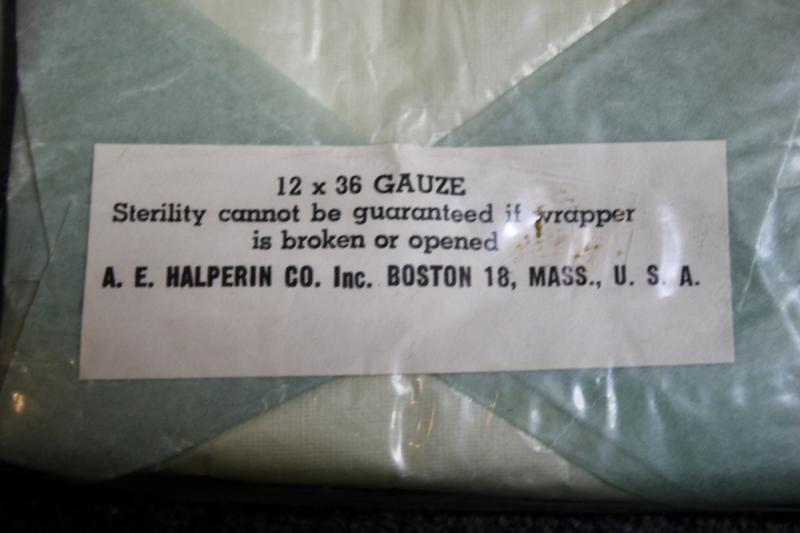 12 x 36 GAUZE
Sterility cannot be guaranteed if wrapper
is broken or opened
A. E. HALPERIN CO. Inc. BOSTON 18, MASS., U. S. A.